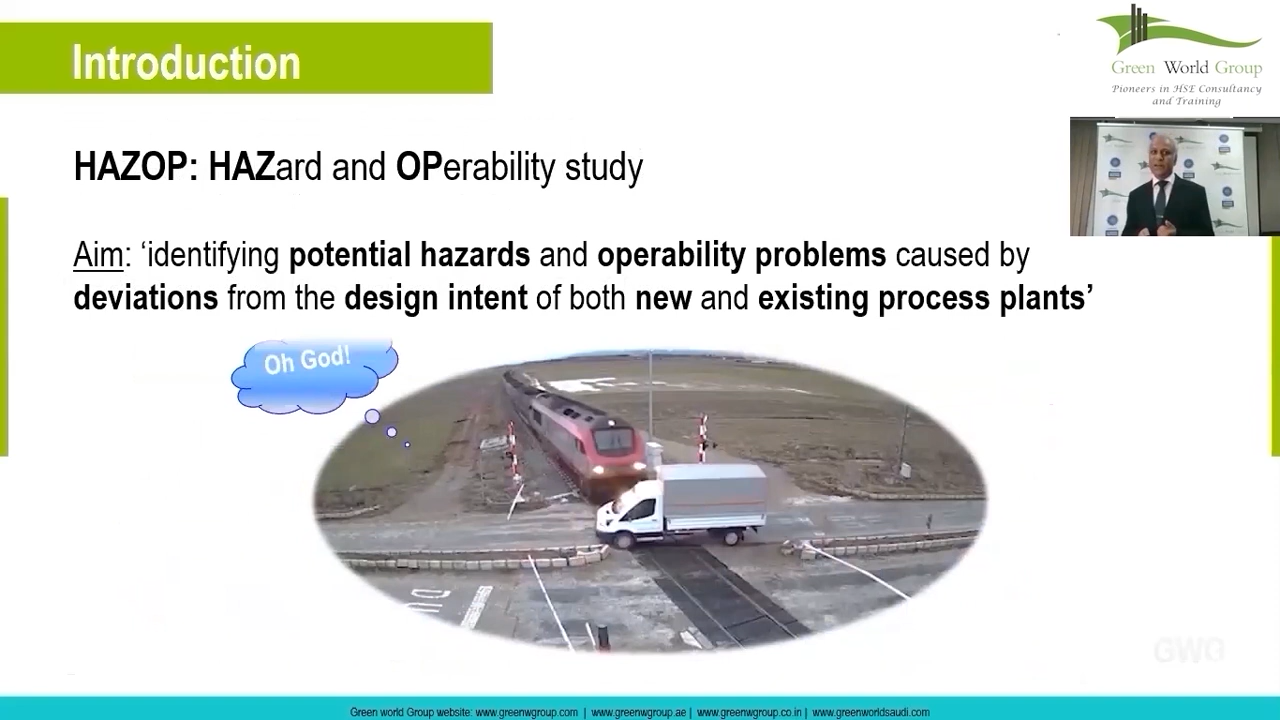 Introduction
Green World Group
Pioneers in HSE Consultancy
and Training
HAZOP: HAZard and OPerability study
Aim: ‘identifying potential hazards and operability problems caused by
deviations from the design intent of both new and existing process plants’
Oh God!
GWG
Green World Group website: www.greenwgroup.com | www.greenwgroup.ae | www.greenwgroup.co.in | www.greenworldsaudi.com